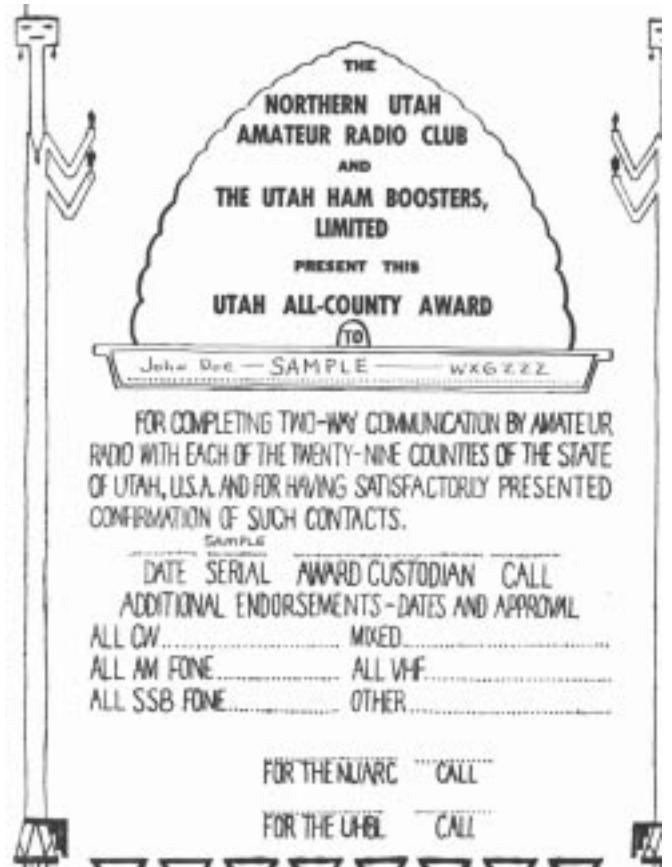 THE
NORTHERN UTAH
AMATEUR RADIO CLUB
AND
THE UTAH HAM BOOSTERS,
LIMITED
PRESENT THIS
UTAH ALL-COUNTY AWARD
TO
John Doe — SAMPLE — WX6ZZZ
FOR COMPLETING TWO-WAY COMMUNICATION BY AMATEUR
RADIO WITH EACH OF THE TWENTY-NINE COUNTIES OF THE STATE
OF UTAH, U.S.A. AND FOR HAVING SATISFACTORILY PRESENTED
CONFIRMATION OF SUCH CONTACTS.
SAMPLE
DATE SERIAL AWARD CUSTODIAN CALL
ADDITIONAL ENDORSEMENTS - DATES AND APPROVAL
ALL CW MIXED
ALL AM FONE ALL VHF
ALL SSB FONE OTHER
FOR THE NUARC CALL
FOR THE UHBL CALL